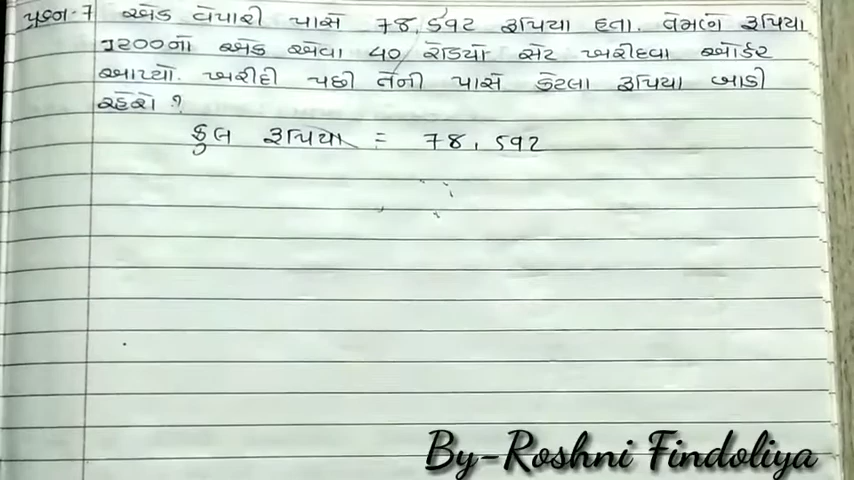 પ્રશ્ન-7 એક વેપારી પાસે 78,592 રૂપિયા હતા. તેમણે રૂપિયા
1200નો એક એવા 40 રેડિયો સેટ ખરીદવા ઓર્ડર
આપ્યો. ખરીદી પછી તેની પાસે કેટલા રૂપિયા બાકી
રહેશે ?
કુલ રૂપિયા = 78,592
By-Roshni Findoliya